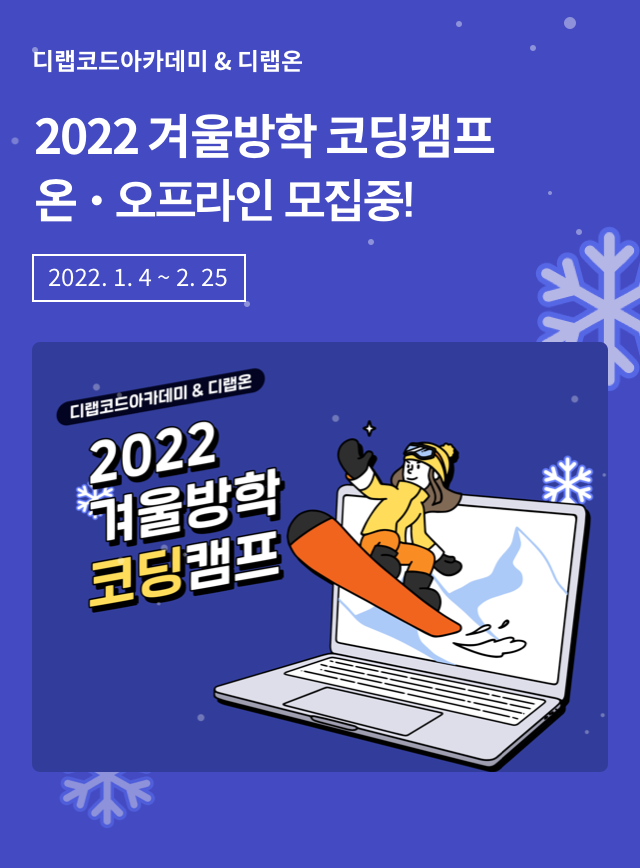 디랩코드아카데미 & 디랩온
2022 겨울방학 코딩캠프
온・오프라인 모집중!
2022. 1. 4 ~ 2. 25
디랩코드아카데미 & 디랩온
2022
겨울방학
코딩캠프